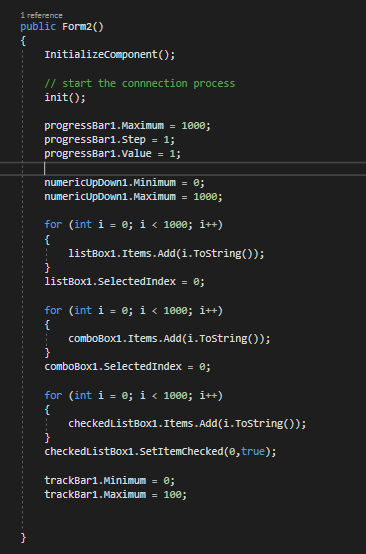 1 reference
public Form2()
{
InitializeComponent();
// start the connnection process
init();
progressBar1.Maximum = 1000;
progressBar1.Step = 1;
progressBar1.Value = 1;
numericUpDown1.Minimum = 0;
numericUpDown1.Maximum = 1000;
for (int i = 0; i < 1000; i++)
{
listBox1.Items.Add(i.ToString());
}
listBox1.SelectedIndex = 0;
for (int i = 0; i < 1000; i++)
{
comboBox1.Items.Add(i.ToString());
}
comboBox1.SelectedIndex = 0;
for (int i = 0; i < 1000; i++)
{
checkedListBox1.Items.Add(i.ToString());
}
checkedListBox1.SetItemChecked(0,true);
trackBar1.Minimum = 0;
trackBar1.Maximum = 100;
}